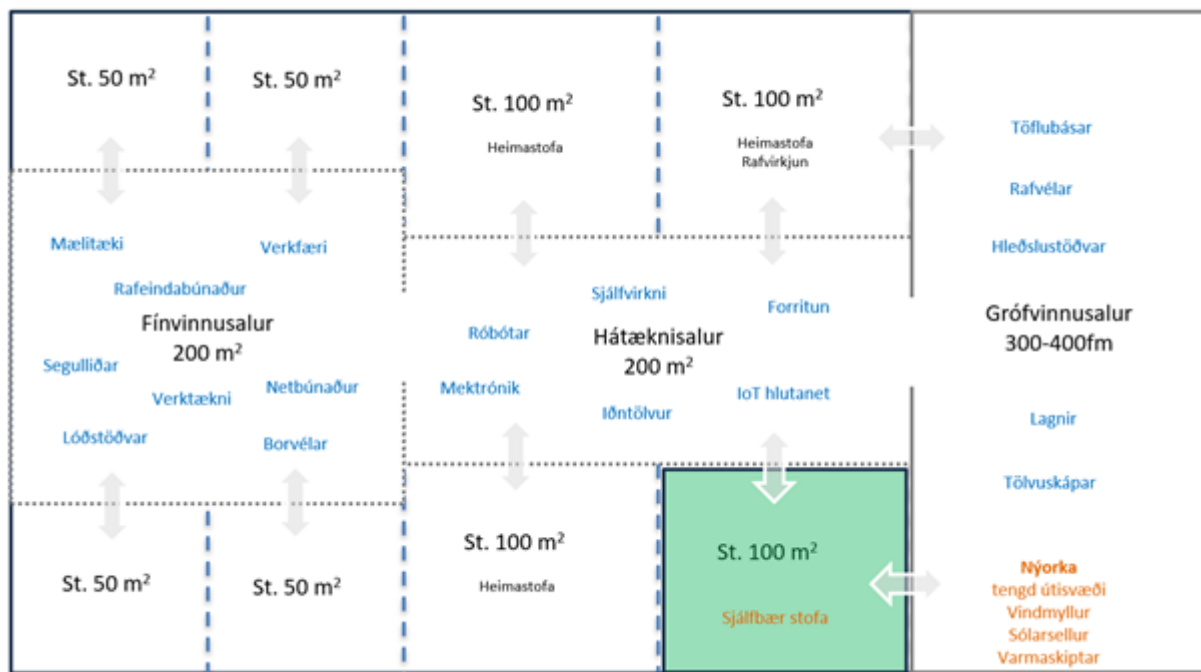 St. 50 m²
St. 50 m²
St. 100 m²
Heimastofa
St. 100 m²
Heimastofa
Rafvirkjun
Töflubásar
Rafvélar
Hleðslustöðvar
Grófvinnusalur
300-400fm
Lagnir
Tölvuskápar
Nýorka
tengd útisvæði
Vindmyllur
Sólarsellur
Varmaskiptar
Mælitæki
Verkfæri
Rafeindabúnaður
Fínvinnusalur
200 m²
Segulliðar
Netbúnaður
Verktækni
Lóðstöðvar
Borvélar
Sjálfvirkni
Forritun
Róbótar
Hátæknisalur
200 m²
Mektrónik
IoT hlutanet
Iðntölvur
St. 50 m²
St. 50 m²
St. 100 m²
Heimastofa
St. 100 m²
Sjálfbær stofa